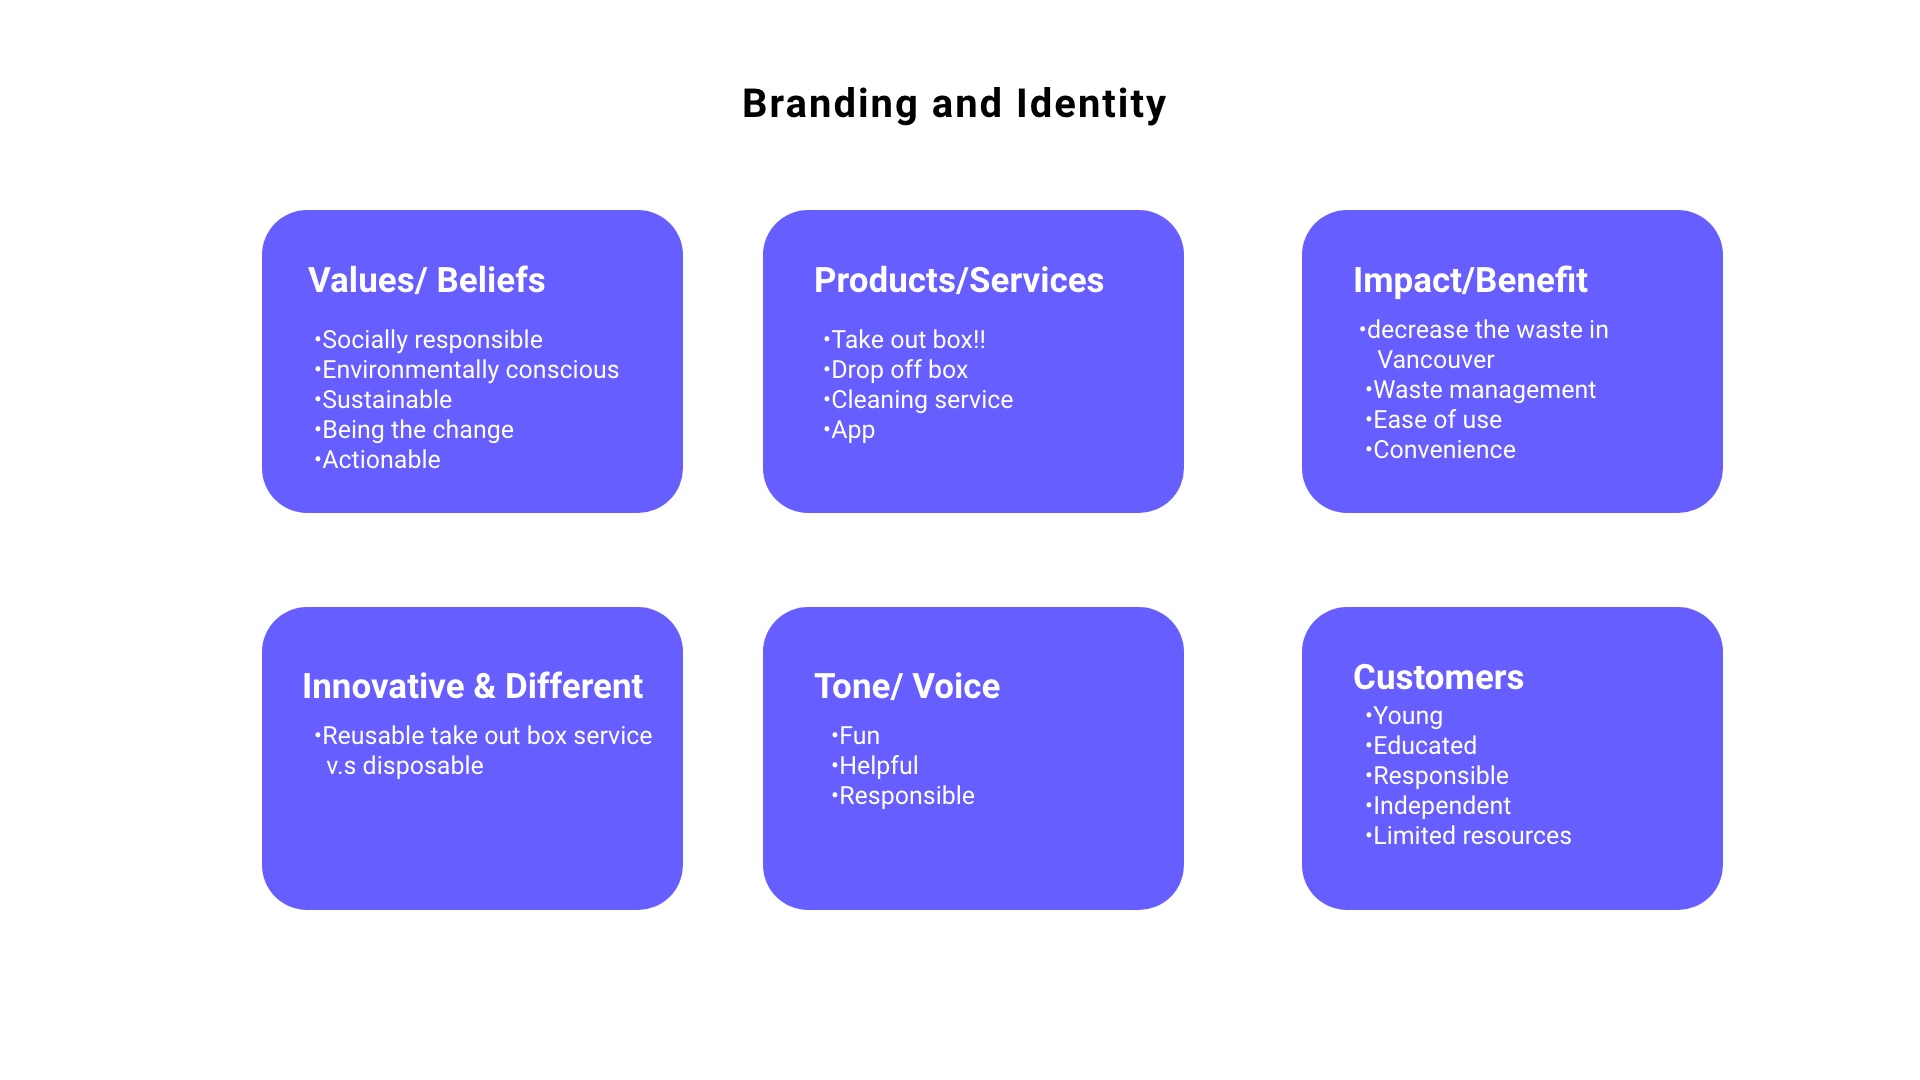 Branding and Identity
Values/ Beliefs
•Socially responsible
•Environmentally conscious
•Sustainable
•Being the change
•Actionable
Products/Services
•Take out box!!
•Drop off box
•Cleaning service
•App
Impact/Benefit
•decrease the waste in
Vancouver
•Waste management
•Ease of use
•Convenience
Innovative & Different
•Reusable take out box service
v.s disposable
Tone/ Voice
•Fun
•Helpful
•Responsible
Customers
•Young
•Educated
•Responsible
•Independent
•Limited resources